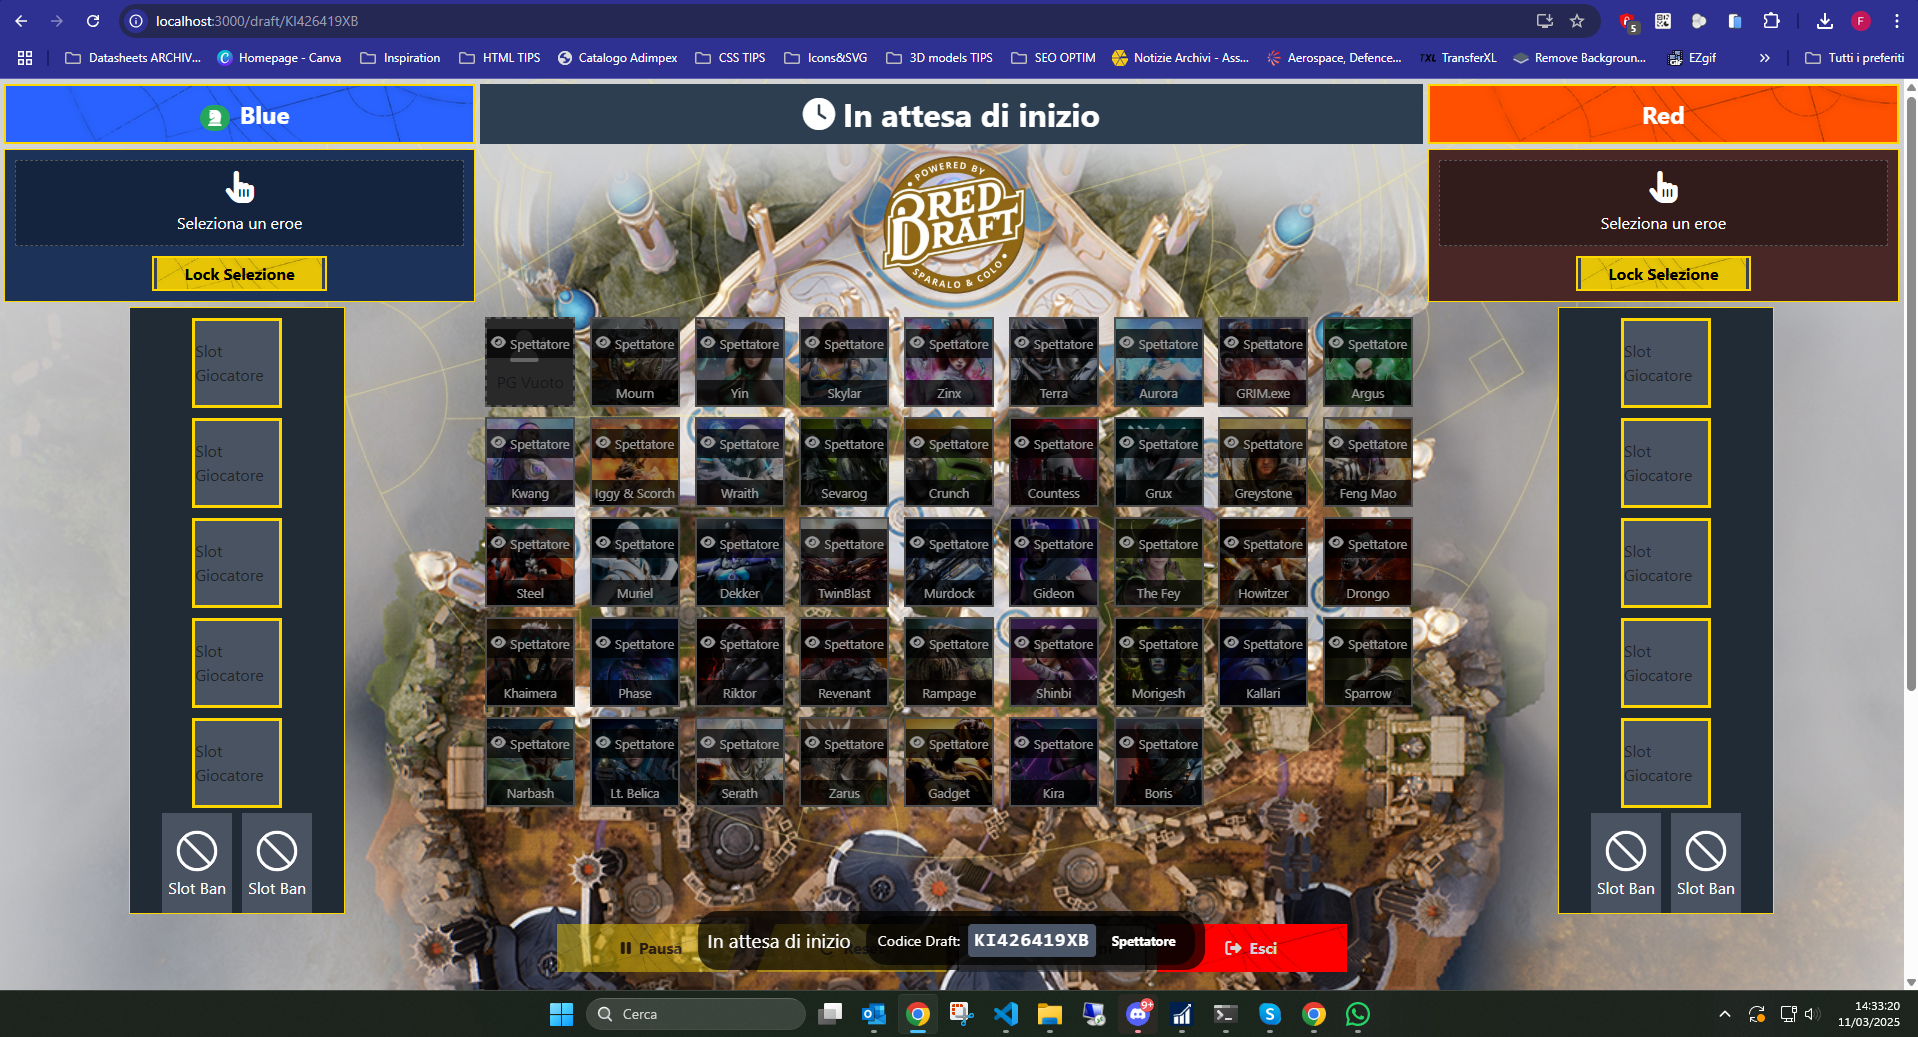 localhost:3000/draft/KI426419XB
5
F
Datasheets ARCHIV...
Homepage - Canva
Inspiration
HTML TIPS
Catalogo Adimpex
CSS TIPS
Icons&SVG
3D models TIPS
SEO OPTIM
Notizie Archivi - Ass...
Aerospace, Defence...
TXL TransferXL
Remove Backgroun...
EZgif
Tutti i preferiti
Blue
In attesa di inizio
Red
Seleziona un eroe
Lock Selezione
POWERED BY
BRED
DRAFT
SPARALO & COLO
Seleziona un eroe
Lock Selezione
Slot
Giocatore
Slot
Giocatore
Slot
Giocatore
Slot
Giocatore
Slot
Giocatore
Slot Ban Slot Ban
Spettatore Spettatore Spettatore Spettatore Spettatore Spettatore Spettatore Spettatore Spettatore
PG Vuoto Mourn Yin Skylar Zinx Terra Aurora GRIM.exe Argus
Spettatore Spettatore Spettatore Spettatore Spettatore Spettatore Spettatore Spettatore Spettatore
Kwang Iggy & Scorch Wraith Sevarog Crunch Countess Grux Greystone Feng Mao
Spettatore Spettatore Spettatore Spettatore Spettatore Spettatore Spettatore Spettatore Spettatore
Steel Muriel Dekker TwinBlast Murdock Gideon The Fey Howitzer Drongo
Spettatore Spettatore Spettatore Spettatore Spettatore Spettatore Spettatore Spettatore Spettatore
Khaimera Phase Riktor Revenant Rampage Shinbi Morigesh Kallari Sparrow
Spettatore Spettatore Spettatore Spettatore Spettatore Spettatore Spettatore
Narbash Lt. Belica Serath Zarus Gadget Kira Boris
Slot
Giocatore
Slot
Giocatore
Slot
Giocatore
Slot
Giocatore
Slot
Giocatore
Slot Ban Slot Ban
Pausa
In attesa di inizio Codice Draft: KI426419XB Spettatore
Esci
Cerca
9+
14:33:20
11/03/2025